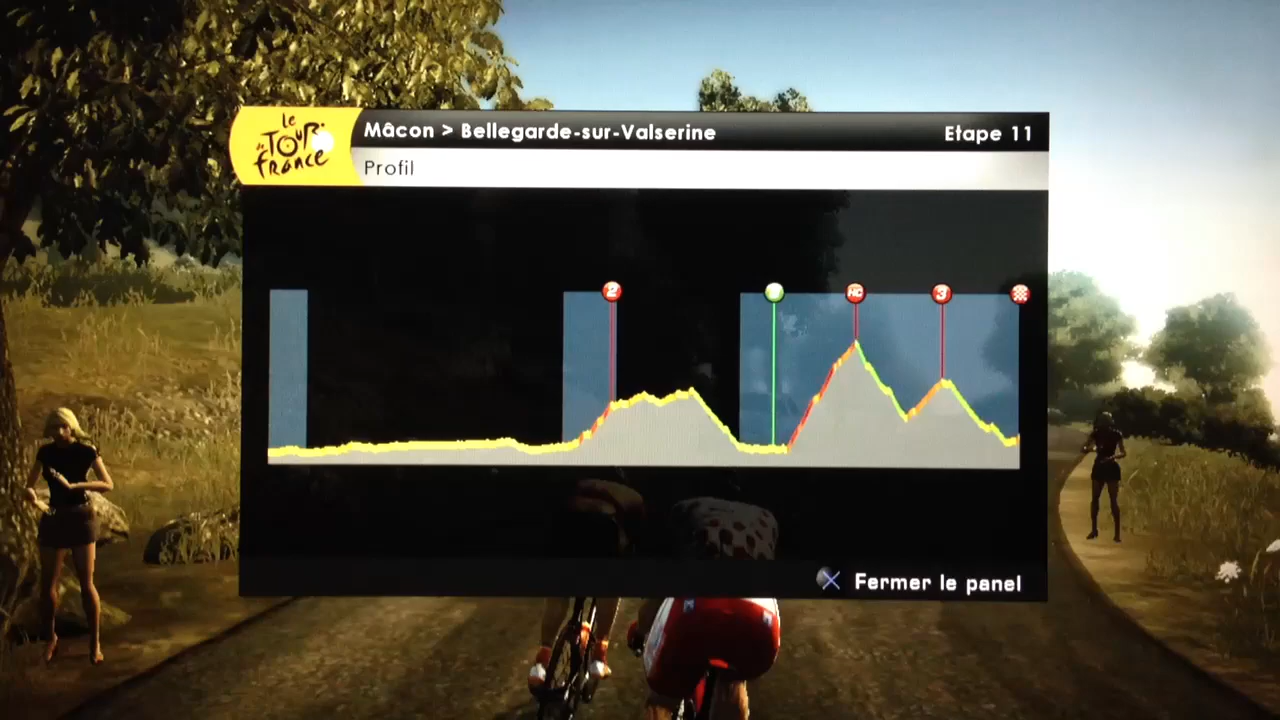 le
TOUR
de
france
Mâcon > Bellegarde-sur-Valserine
Etape 11
Profil
2
HC
3
Fermer le panel